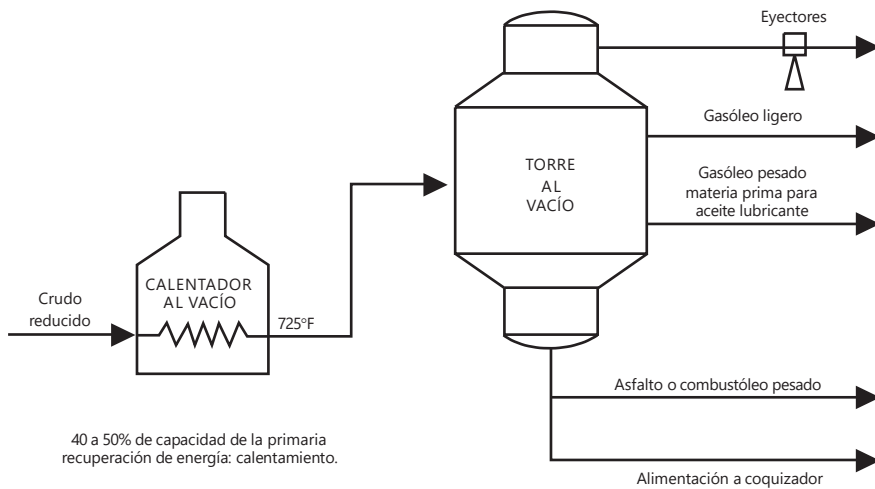 Eyectores
Gasóleo ligero
TORRE
AL
VACÍO
Gasóleo pesado
materia prima para
aceite lubricante
CALENTADOR
AL VACÍO
Crudo
reducido
725°F
Asfalto o combustóleo pesado
40 a 50% de capacidad de la primaria
recuperación de energía: calentamiento.
Alimentación a coquizador